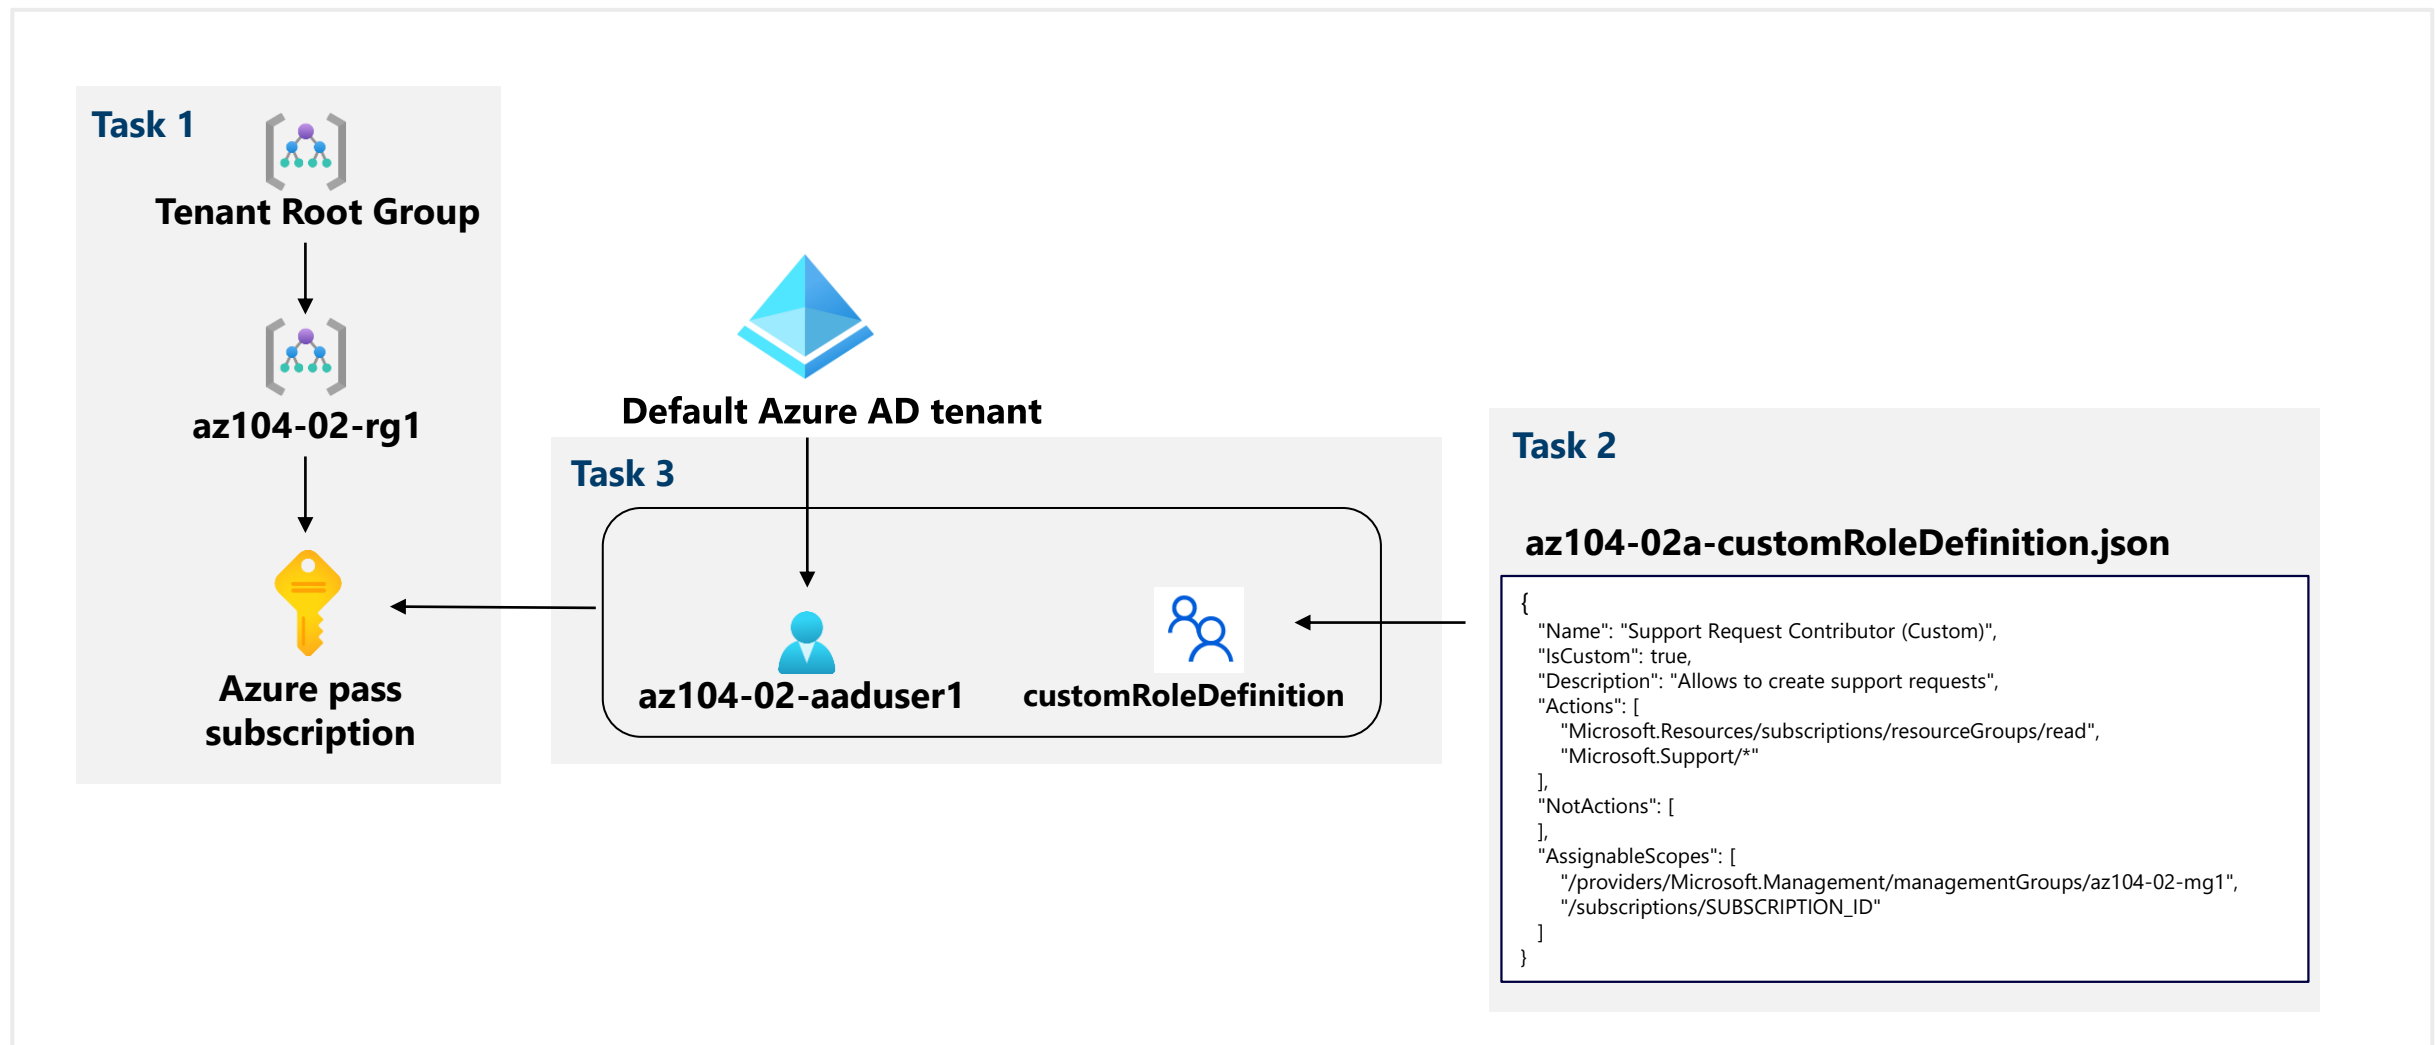 Task 1
Tenant Root Group
az104-02-rg1
Azure pass
subscription
Default Azure AD tenant
Task 3
az104-02-aaduser1
customRoleDefinition
Task 2
az104-02a-customRoleDefinition.json
{
"Name": "Support Request Contributor (Custom)",
"IsCustom": true,
"Description": "Allows to create support requests",
"Actions": [
"Microsoft.Resources/subscriptions/resourceGroups/read",
"Microsoft.Support/*"
],
"NotActions": [
],
"AssignableScopes": [
"/providers/Microsoft.Management/managementGroups/az104-02-mg1",
"/subscriptions/SUBSCRIPTION_ID"
]
}